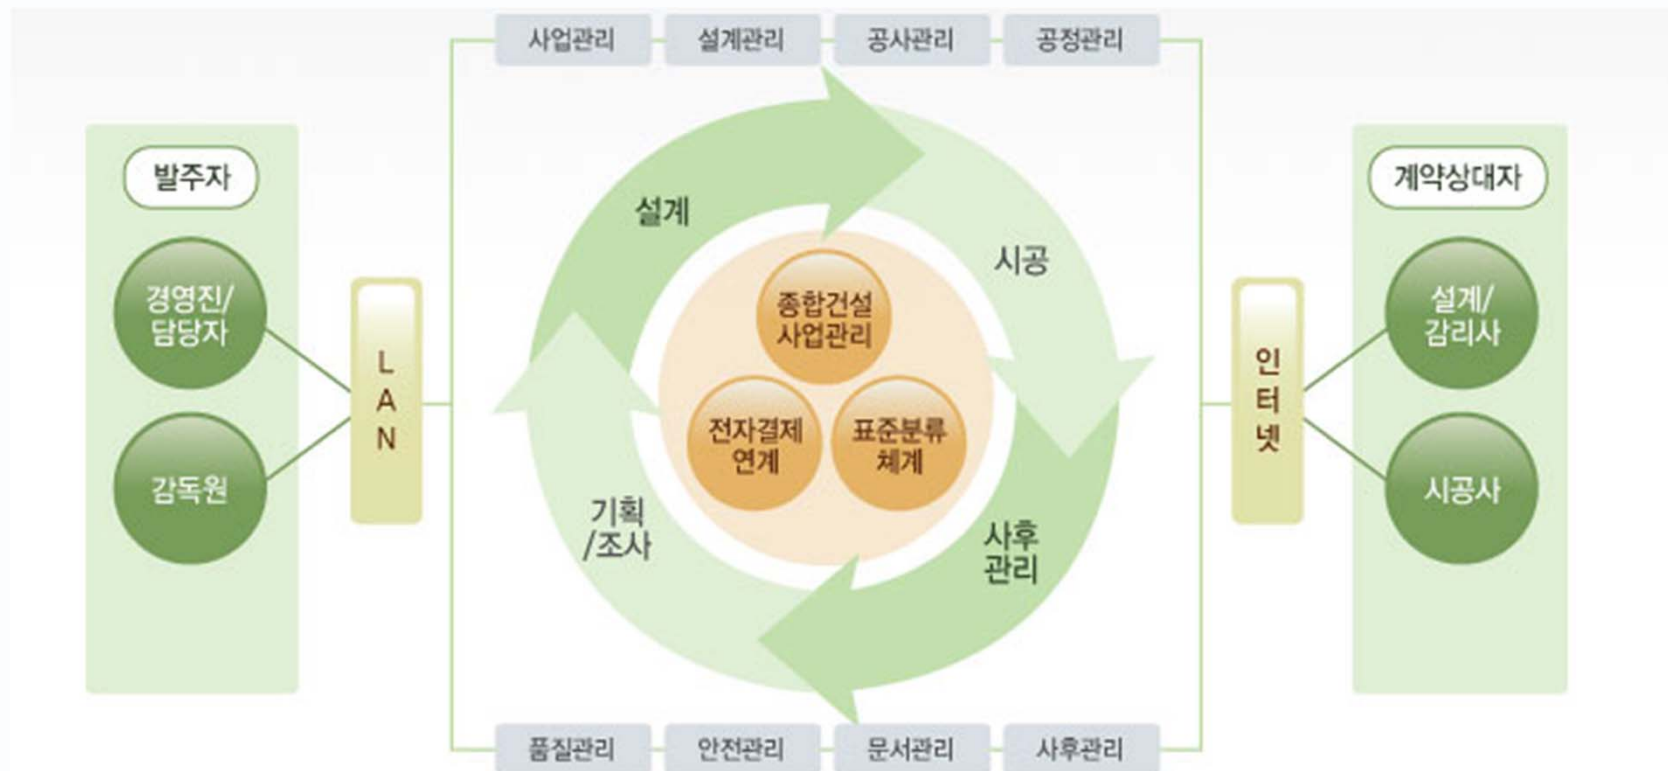 사업관리
설계관리
공사관리
공정관리
발주자
경영진/
담당자
감독원
L
A
N
설계
시공
종합건설
사업관리
전자결제
연계
표준분류
체계
기획
/조사
사후
관리
인
터
넷
계약상대자
설계/
감리사
시공사
품질관리
안전관리
문서관리
사후관리